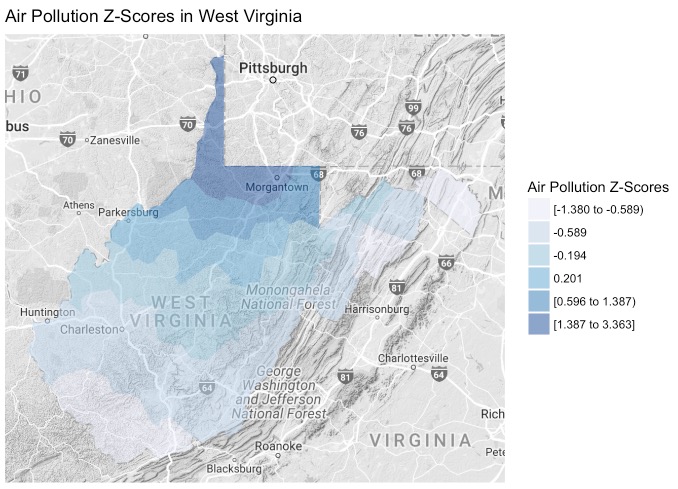 Air Pollution Z-Scores in West Virginia
Pittsburgh
71
HIO
99
bus
70
70
76
76
Zanesville
68
68
Morgantown
M
Athens
Parkersburg
66
Monongahela
National Forest
81
WEST
VIRGINIA
Huntington
Harrisonburg
Charleston
Charlottesville
George
Washington
and Jefferson
National Forest
64
81
64
Rich
Roanoke
VIRGINIA
Pete
Blacksburg
Air Pollution Z-Scores
[-1.380 to -0.589)
-0.589
-0.194
0.201
[0.596 to 1.387)
[1.387 to 3.363]